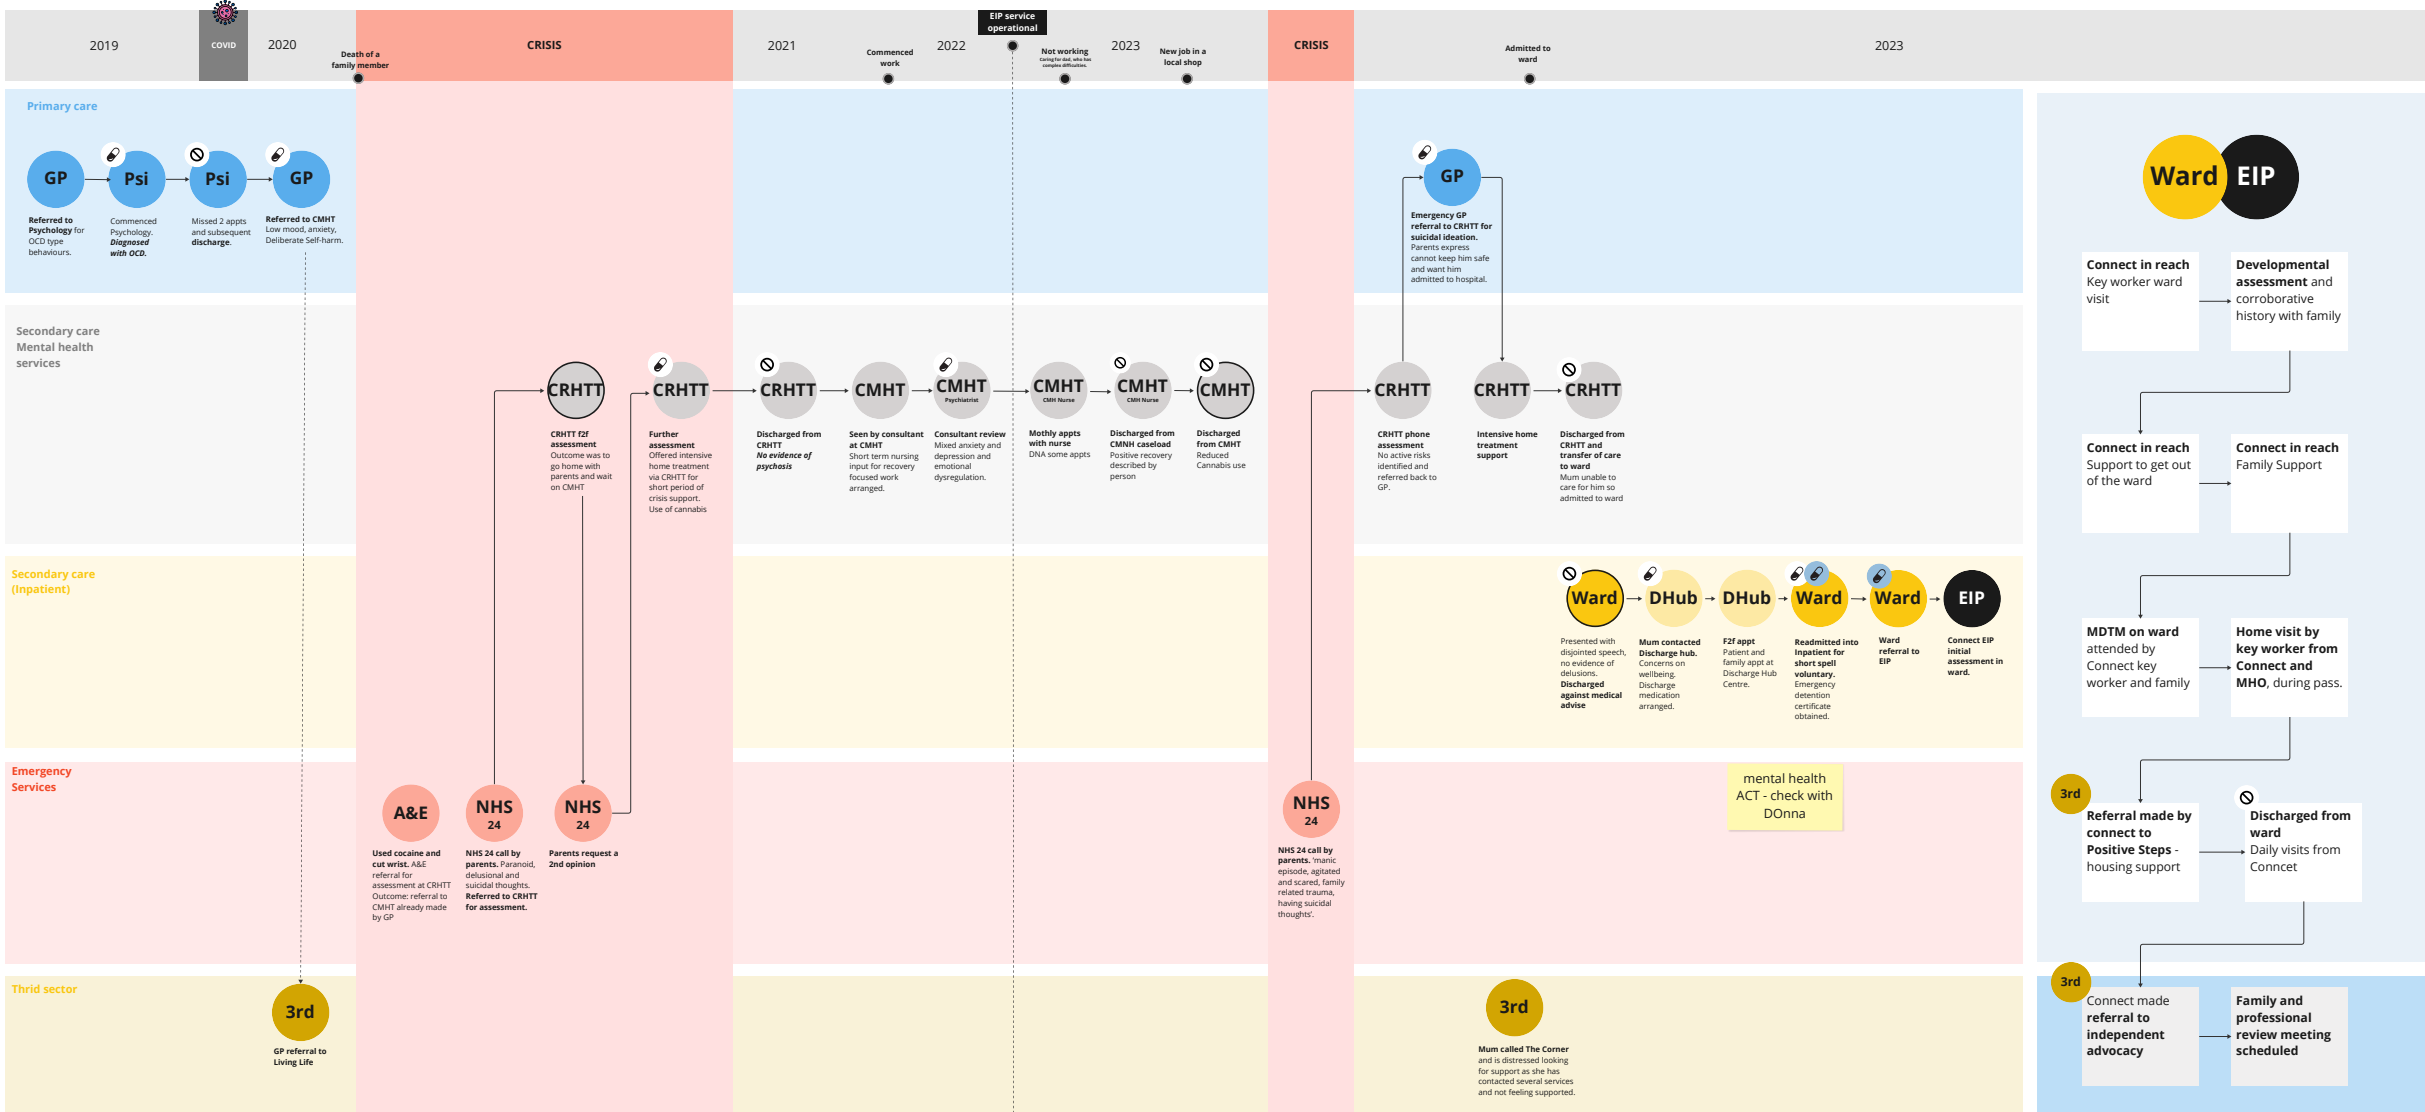 2019
COVID
2020
Death of a
family member
CRISIS
2021
Commenced
work
2022
EIP service
operational
Not working
Caring for dad, who has
complex difficulties.
2023
New job in a
local shop
CRISIS
Admitted to
ward
2023
Primary care
GP
Referred to
Psychology for
OCD type
behaviours.
Psi
Commenced
Psychology.
Diagnosed
with OCD.
Psi
Missed 2 appts
and subsequent
discharge.
GP
Referred to CMHT
Low mood, anxiety,
Deliberate Self-harm.
GP
Emergency GP
referral to CRHTT for
suicidal ideation.
Parents express
cannot keep him safe
and want him
admitted to hospital.
Secondary care
Mental health
services
CRHTT
CRHTT f2f
assessment
Outcome was to
go home with
parents and wait
on CMHT
CRHTT
Further
assessment
Offered intensive
home treatment
via CRHTT for
short period of
crisis support.
Use of cannabis
CRHTT
Discharged from
CRHTT
No evidence of
psychosis
CMHT
Seen by consultant
at CMHT
Short term nursing
input for recovery
focused work
arranged.
CMHT
Psychiatrist
Consultant review
Mixed anxiety and
depression and
emotional
dysregulation.
CMHT
CMH Nurse
Mothly appts
with nurse
DNA some appts
CMHT
CMH Nurse
Discharged from
CMNH caseload
Positive recovery
described by
person
CMHT
Discharged
from CMHT
Reduced
Cannabis use
CRHTT
CRHTT phone
assessment
No active risks
identified and
referred back to
GP.
CRHTT
Intensive home
treatment
support
CRHTT
Discharged from
CRHTT and
transfer of care
to ward
Mum unable to
care for him so
admitted to ward
Secondary care
(Inpatient)
Ward
Presented with
disjointed speech,
no evidence of
delusions.
Discharged
against medical
advise
DHub
Mum contacted
Discharge hub.
Concerns on
wellbeing.
Discharge
medication
arranged.
DHub
F2f appt
Patient and
family appt at
Discharge Hub
Centre.
Ward
Readmitted into
Inpatient for
short spell
voluntary.
Emergency
detention
certificate
obtained.
Ward
Ward
referral to
EIP
EIP
Connect EIP
initial
assessment in
ward.
Emergency
Services
A&E
Used cocaine and
cut wrist. A&E
referral for
assessment at CRHTT
Outcome: referral to
CMHT already made
by GP
NHS
24
NHS 24 call by
parents. Paranoid,
delusional and
suicidal thoughts.
Referred to CRHTT
for assessment.
NHS
24
Parents request a
2nd opinion
NHS
24
NHS 24 call by
parents. 'manic
episode, agitated
and scared, family
related trauma,
having suicidal
thoughts'.
mental health
ACT - check with
DOnna
Thrid sector
3rd
GP referral to
Living Life
3rd
Mum called The Corner
and is distressed looking
for support as she has
contacted several services
and not feeling supported.
Ward
EIP
Connect in reach
Key worker ward
visit
Developmental
assessment and
corroborative
history with family
Connect in reach
Support to get out
of the ward
Connect in reach
Family Support
MDTM on ward
attended by
Connect key
worker and family
Home visit by
key worker from
Connect and
MHO, during pass.
3rd
Referral made by
connect to
Positive Steps -
housing support
Discharged from
ward
Daily visits from
Conncet
3rd
Connect made
referral to
independent
advocacy
Family and
professional
review meeting
scheduled